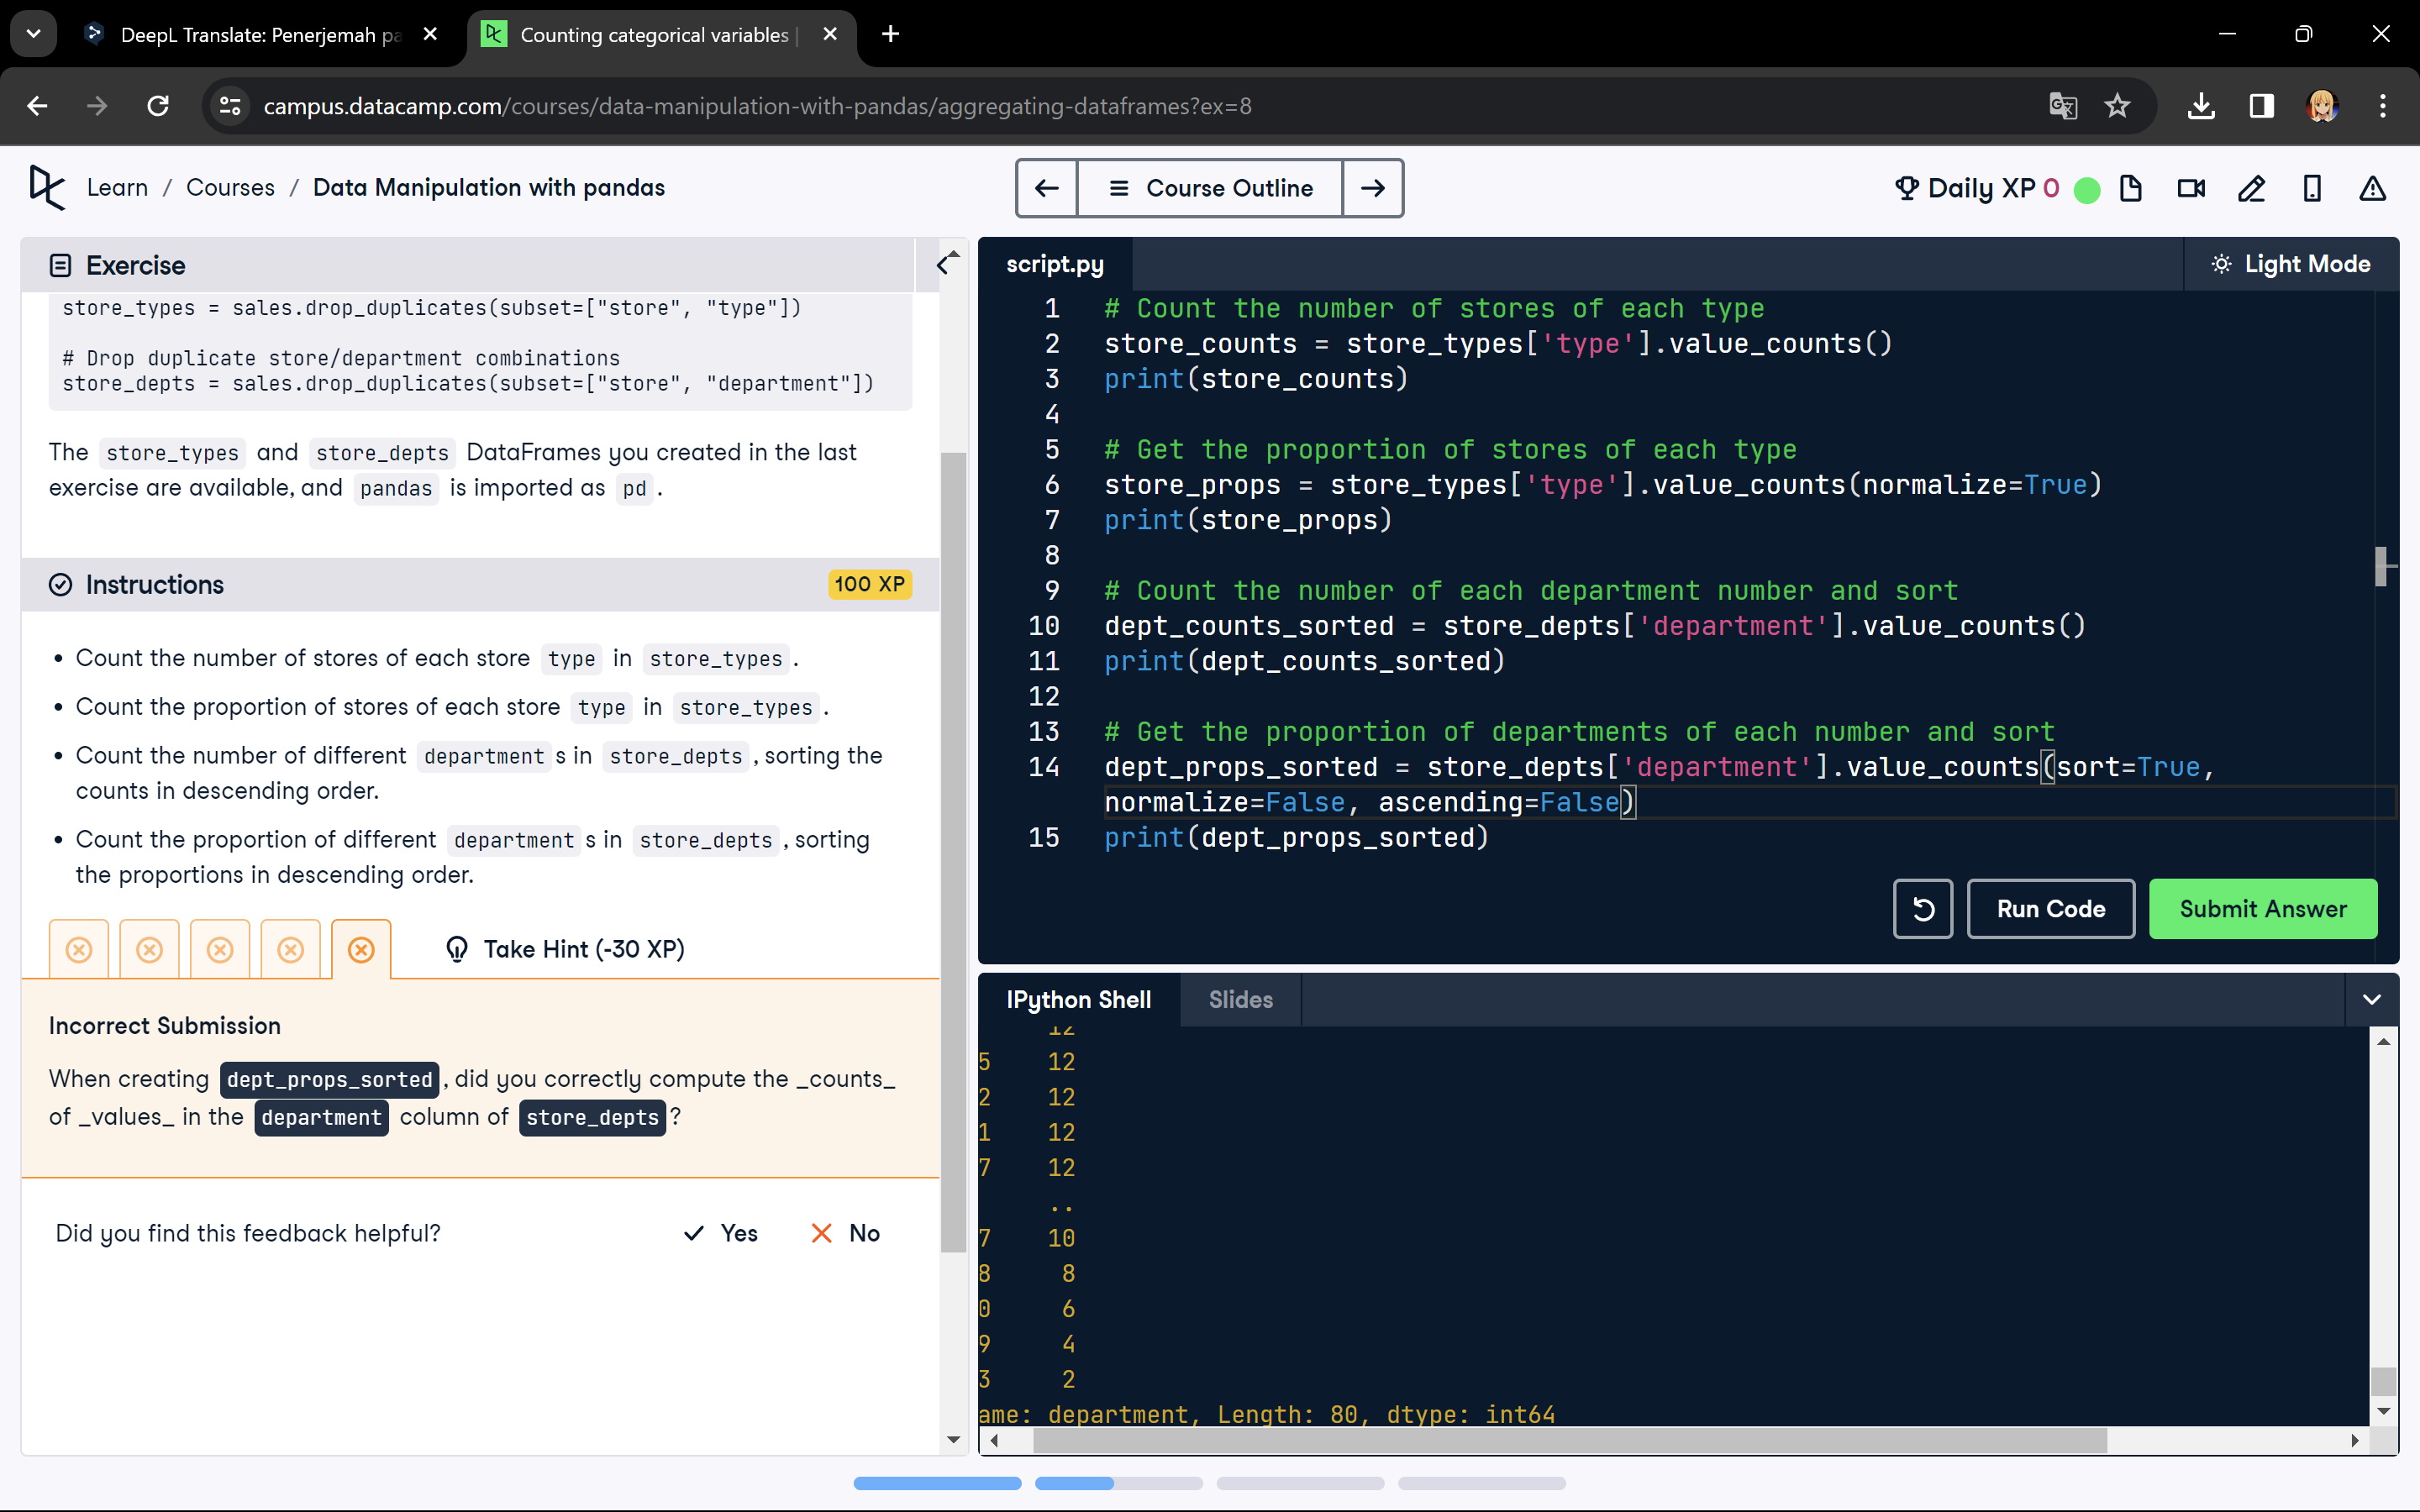 DeepL Translate: Penerjemah pa
Counting categorical variables |
campus.datacamp.com/courses/data-manipulation-with-pandas/aggregating-dataframes?ex=8
Learn / Courses / Data Manipulation with pandas
Course Outline
Daily XP 0
Exercise
store_types = sales.drop_duplicates(subset=["store", "type"])
# Drop duplicate store/department combinations
store_depts = sales.drop_duplicates(subset=["store", "department"])
The store_types and store_depts DataFrames you created in the last
exercise are available, and pandas is imported as pd.
Instructions
100 XP
• Count the number of stores of each store type in store_types.
• Count the proportion of stores of each store type in store_types.
• Count the number of different departments in store_depts, sorting the
counts in descending order.
• Count the proportion of different departments in store_depts, sorting
the proportions in descending order.
Take Hint (-30 XP)
Incorrect Submission
When creating dept_props_sorted, did you correctly compute the _counts_
of _values_ in the department column of store_depts?
Did you find this feedback helpful?
Yes
No
script.py
Light Mode
1 # Count the number of stores of each type
2 store_counts = store_types['type'].value_counts()
3 print(store_counts)
4
5 # Get the proportion of stores of each type
6 store_props = store_types['type'].value_counts(normalize=True)
7 print(store_props)
8
9 # Count the number of each department number and sort
10 dept_counts_sorted = store_depts['department'].value_counts()
11 print(dept_counts_sorted)
12
13 # Get the proportion of departments of each number and sort
14 dept_props_sorted = store_depts['department'].value_counts(sort=True,
normalize=False, ascending=False)
15 print(dept_props_sorted)
Run Code
Submit Answer
IPython Shell
Slides
12
5 12
2 12
1 12
7 12
..
7 10
8 8
0 6
9 4
3 2
ame: department, Length: 80, dtype: int64